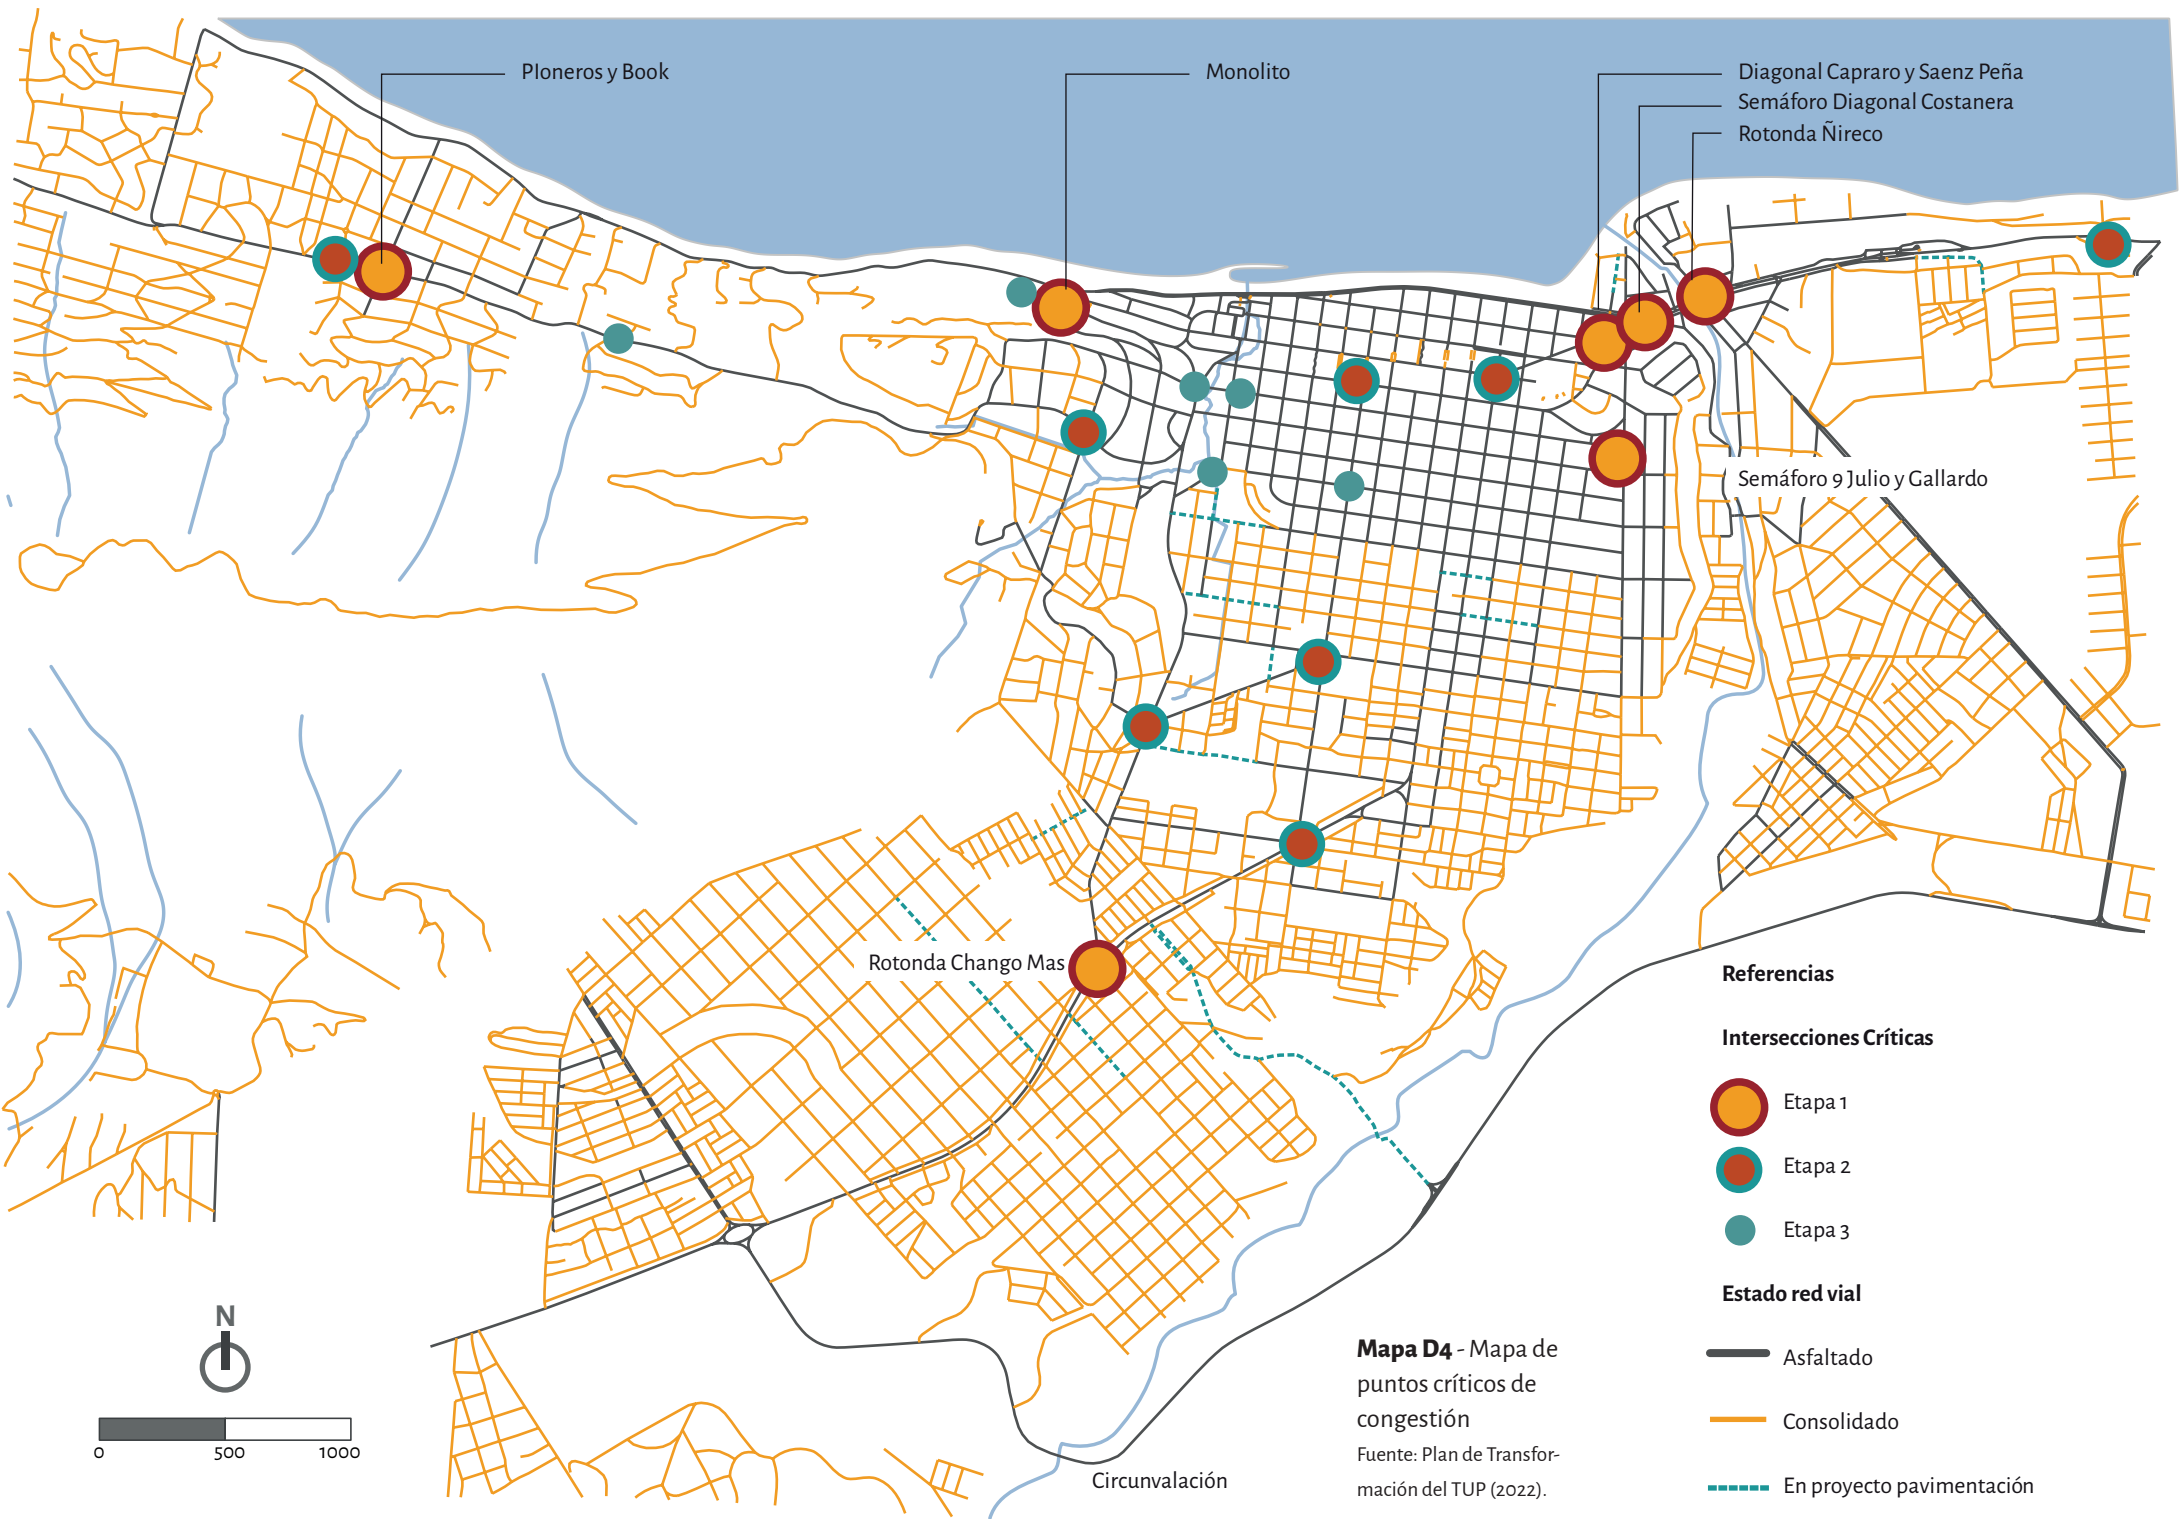 PIoneros y Book
Monolito
Diagonal Capraro y Saenz Peña
Semáforo Diagonal Costanera
Rotonda Ñireco
Semáforo 9 Julio y Gallardo
Rotonda Chango Mas
Referencias
Intersecciones Críticas
Etapa 1
Etapa 2
Etapa 3
Estado red vial
Asfaltado
Consolidado
En proyecto pavimentación
N
0 500 1000
Mapa D4 - Mapa de
puntos críticos de
congestión
Fuente: Plan de Transfor-
mación del TUP (2022).
Circunvalación